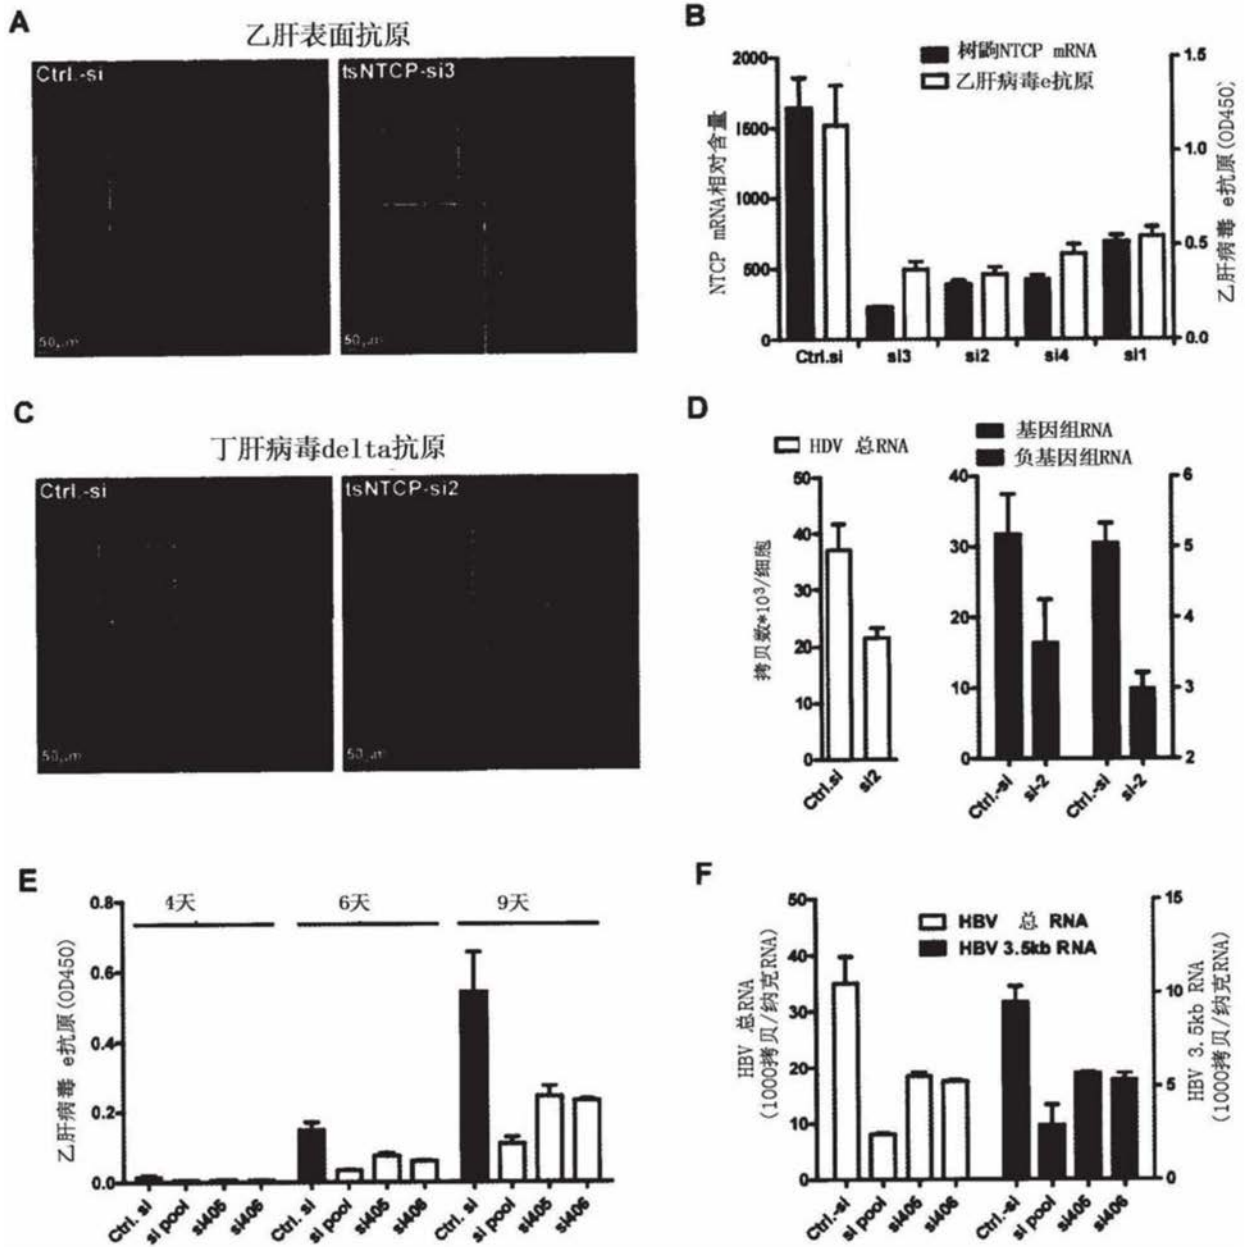 A
乙肝表面抗原
Ctrl.-si
tsNTCP-si3
50μm
50μm
B
树鼩NTCP mRNA
乙肝病毒e抗原
NTCP mRNA相对含量
2000
1500
1000
500
0
乙肝病毒 e抗原(OD450)
1.5
1.0
0.5
0.0
Ctrl.si
si3
si2
si4
si1
C
丁肝病毒delta抗原
Ctrl.-si
tsNTCP-si2
50μm
50μm
D
HDV 总RNA
拷贝数*10³/细胞
50
40
30
20
10
0
Ctrl.si
si2
基因组RNA
负基因组RNA
40
30
20
10
0
6
5
4
3
2
Ctrl.-si
si-2
Ctrl.-si
si-2
E
乙肝病毒 e抗原(OD450)
0.8
0.6
0.4
0.2
0.0
4天
6天
9天
Ctrl. si
si pool
si405
si406
Ctrl. si
si pool
si405
si406
Ctrl. si
si pool
si405
si406
F
HBV 总 RNA
HBV 3.5kb RNA
HBV 总RNA
(1000拷贝/纳克RNA)
50
40
30
20
10
0
HBV 3.5kb RNA
(1000拷贝/纳克RNA)
15
10
5
0
Ctrl.-si
si pool
si405
si406
Ctrl.-si
si pool
si405
si406